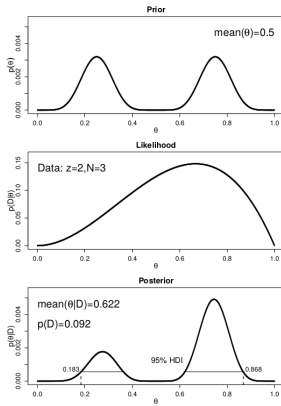 Prior
mean(θ)=0.5
p(θ)
0.000 0.002 0.004
0.0 0.2 0.4 0.6 0.8 1.0
θ
Likelihood
Data: z=2,N=3
p(D|θ)
0.00 0.05 0.10 0.15
0.0 0.2 0.4 0.6 0.8 1.0
θ
Posterior
mean(θ|D)=0.622
p(D)=0.092
p(θ|D)
0.000 0.002 0.004
95% HDI
0.183 0.868
0.0 0.2 0.4 0.6 0.8 1.0
θ